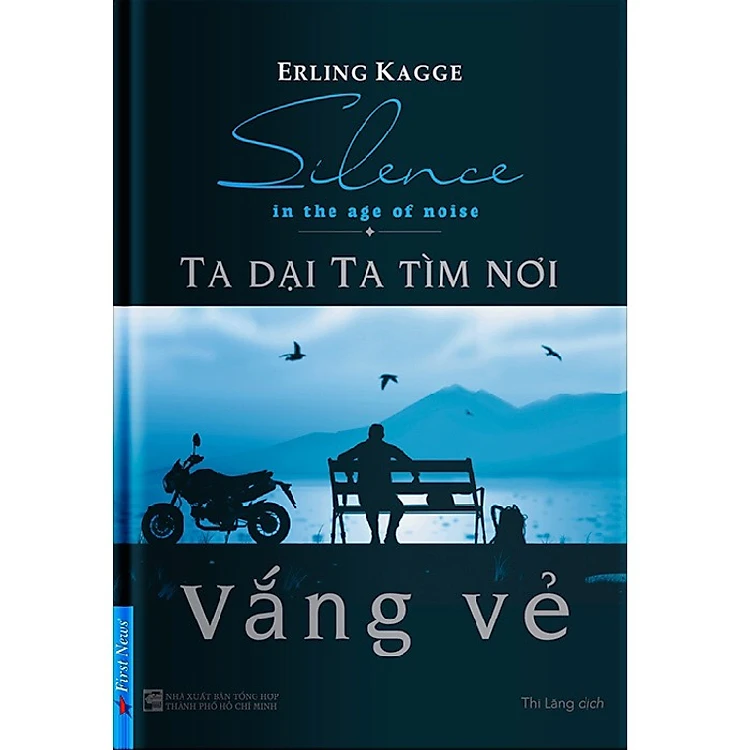 ERLING KAGGE
Silence
in the age of noise
TA DẠI TA TÌM NƠI
vắng vẻ
First News
NHÀ XUẤT BẢN TỔNG HỢP
THÀNH PHỐ HỒ CHÍ MINH
Thi Lăng dịch